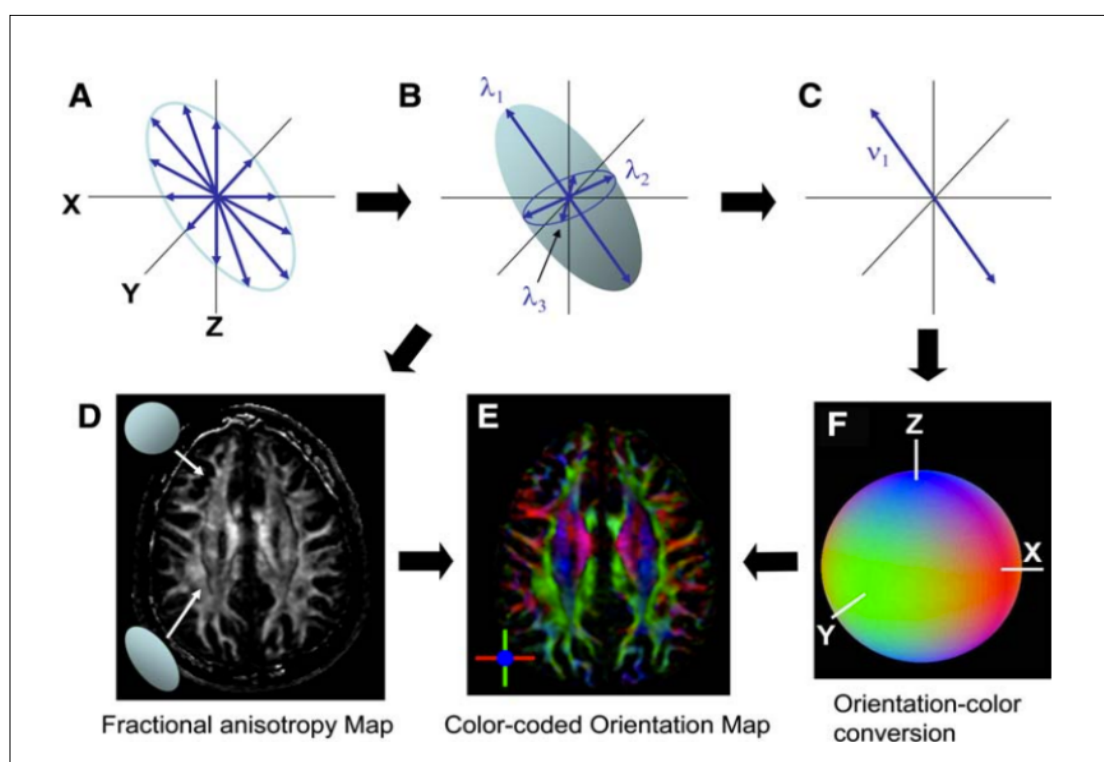 A
B
C
λ1
λ2
ν1
X
Y
λ3
Z
D
E
F
Z
X
Y
Fractional anisotropy Map
Color-coded Orientation Map
Orientation-color
conversion